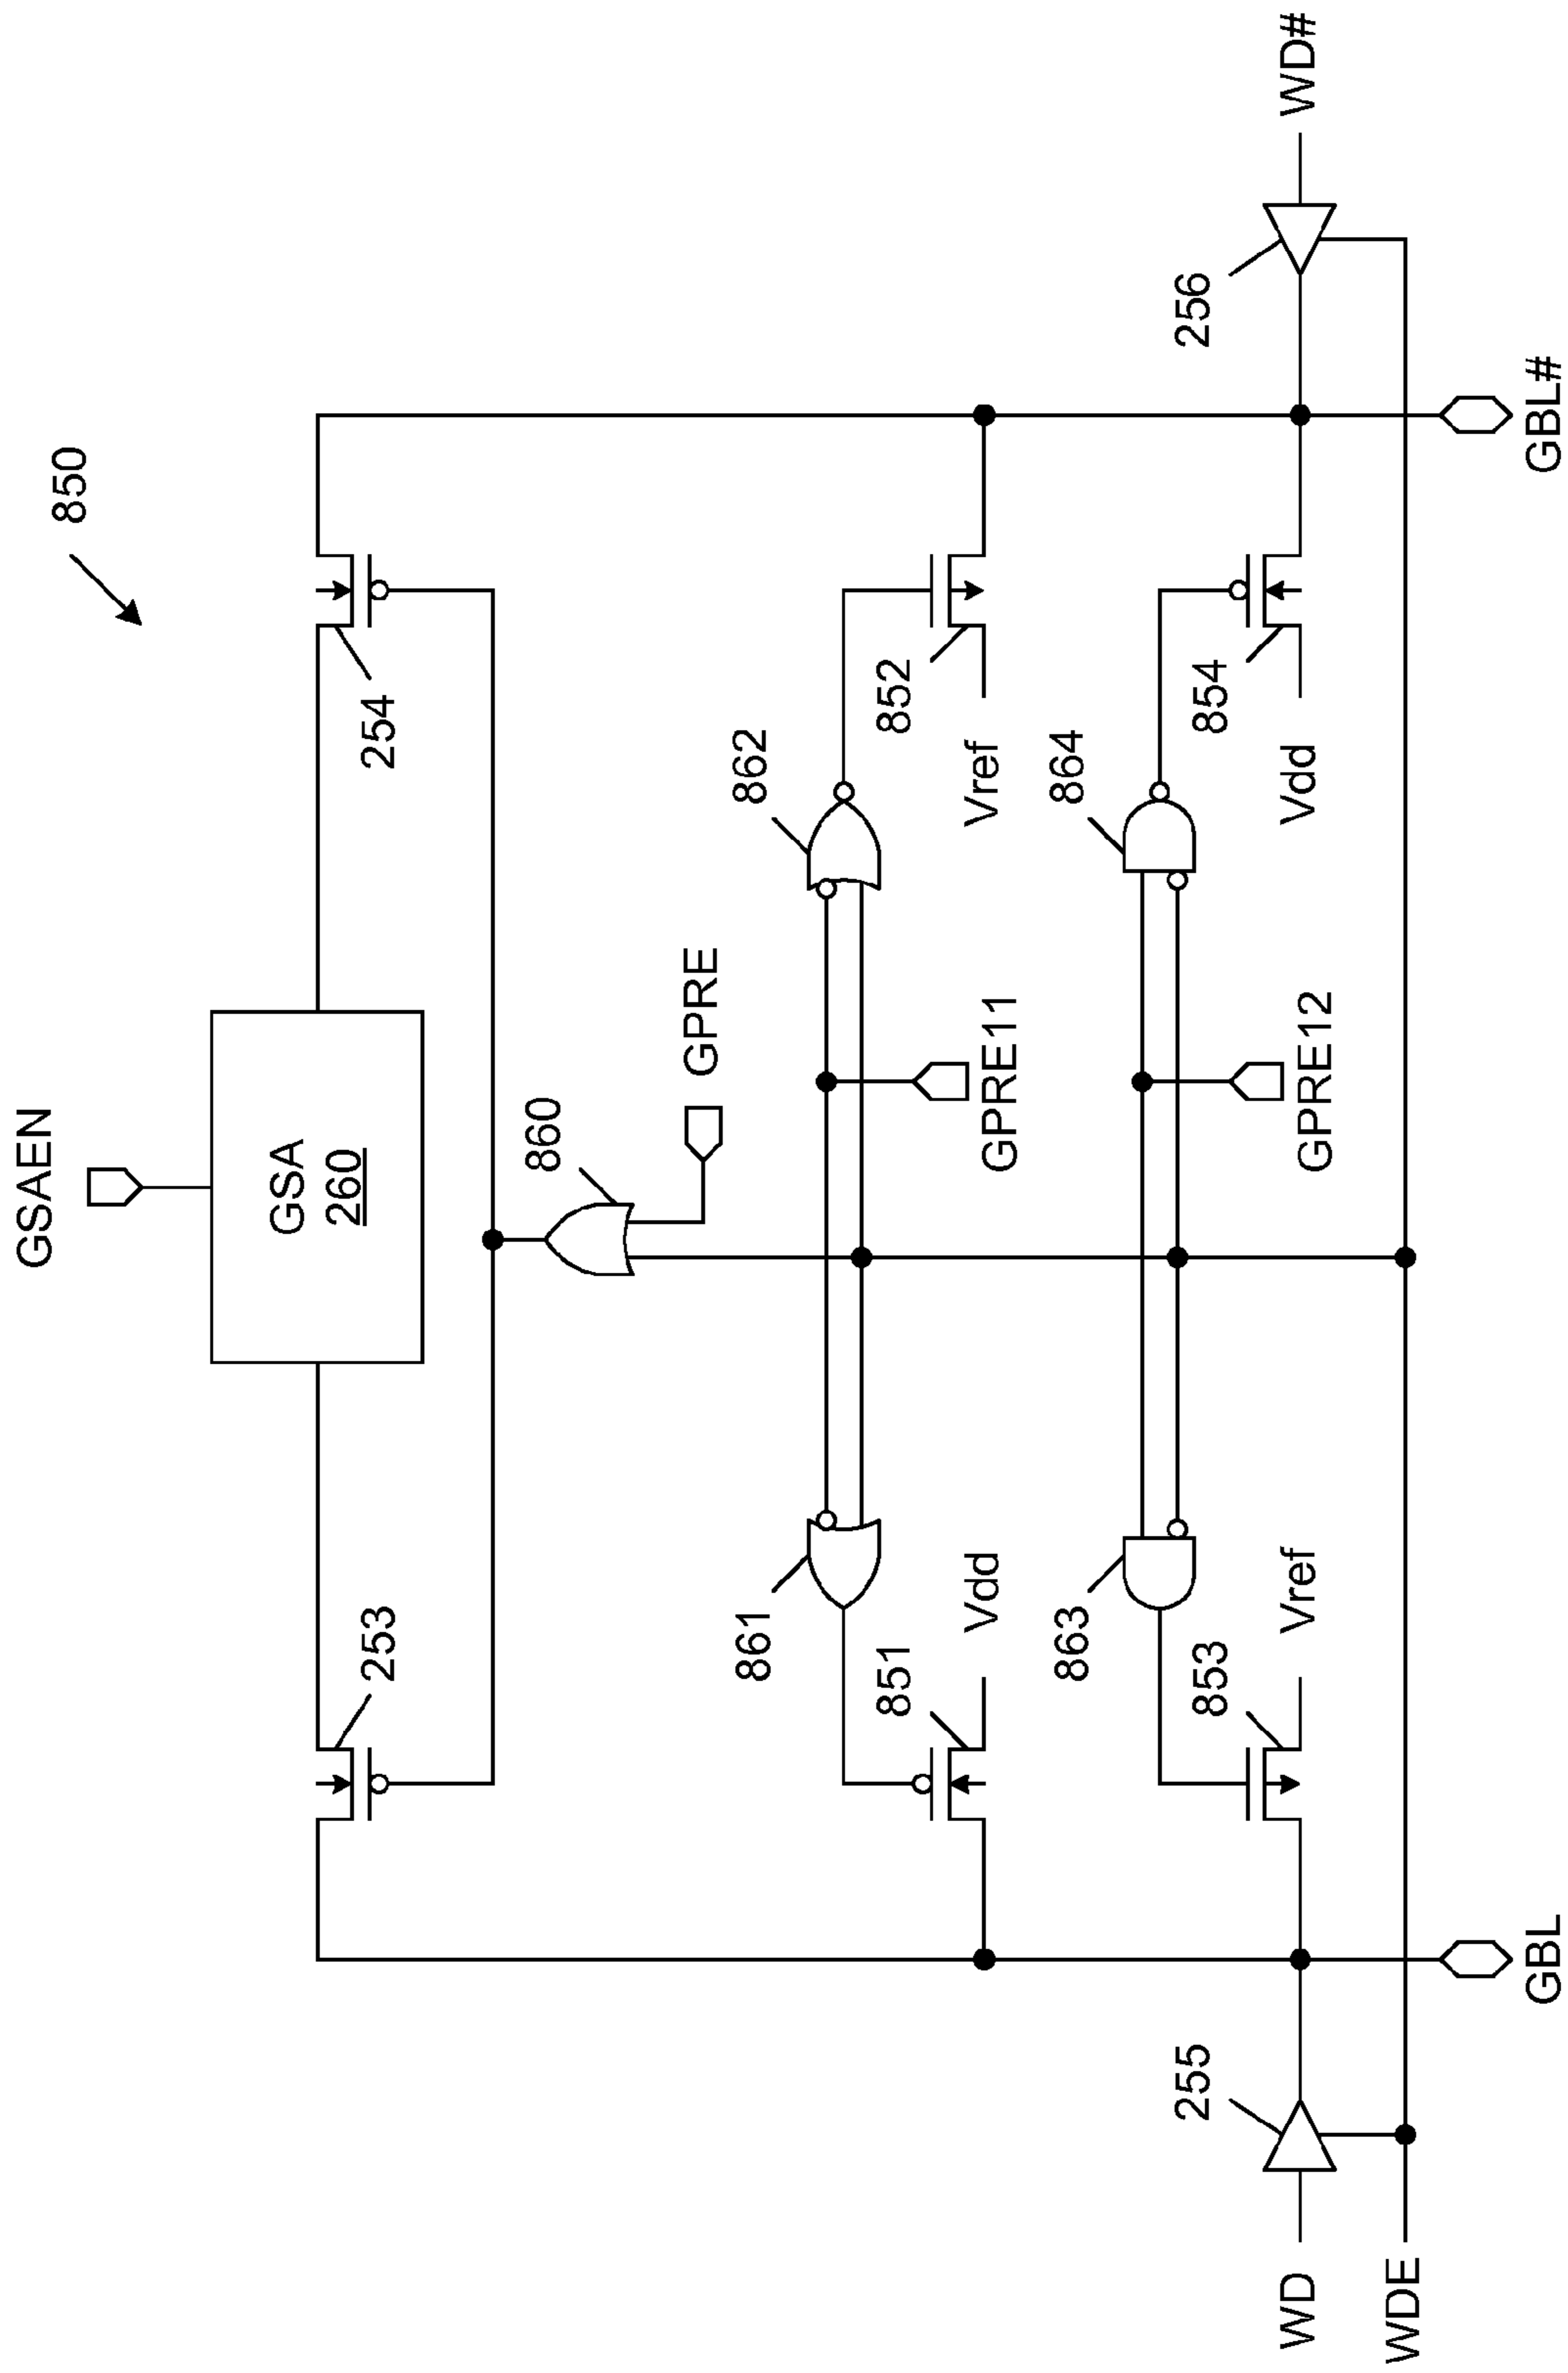 850
GSAEN
GSA
260
254
253
860
GPRE
862
861
852
Vref
851
Vdd
GPRE11
864
863
854
Vdd
853
Vref
GPRE12
256
WD#
255
WD
WDE
GBL
GBL#